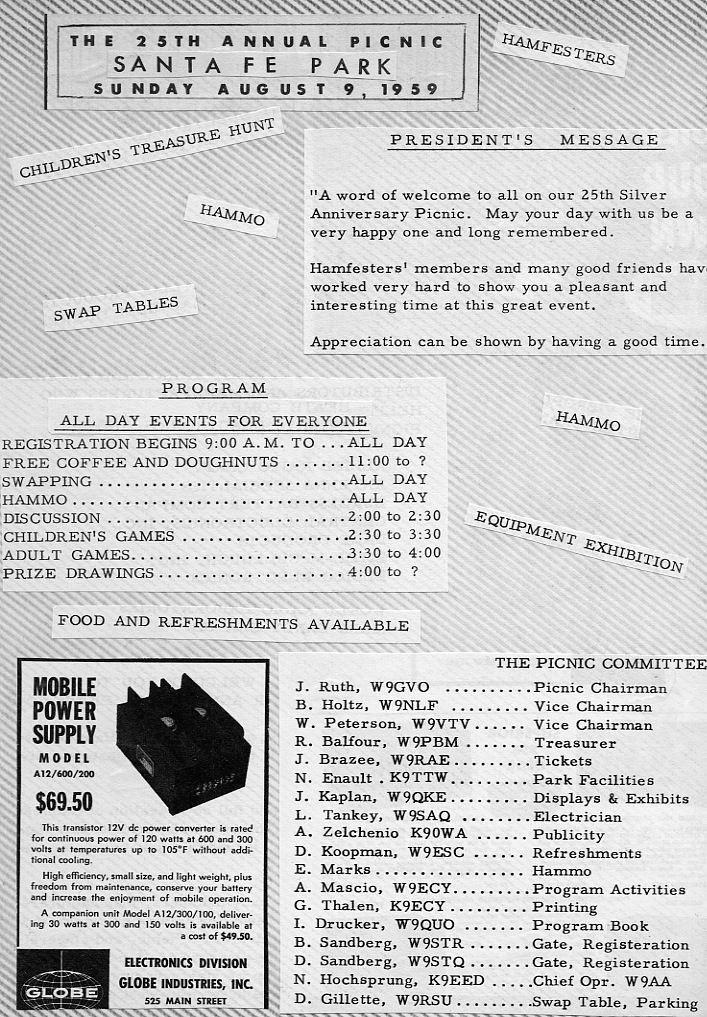 THE 25TH ANNUAL PICNIC
SANTA FE PARK
SUNDAY AUGUST 9, 1959
HAMFESTERS
CHILDREN'S TREASURE HUNT
HAMMO
SWAP TABLES
PRESIDENT'S MESSAGE
"A word of welcome to all on our 25th Silver
Anniversary Picnic. May your day with us be a
very happy one and long remembered.
Hamfesters' members and many good friends hav
worked very hard to show you a pleasant and
interesting time at this great event.
Appreciation can be shown by having a good time.
PROGRAM
ALL DAY EVENTS FOR EVERYONE
REGISTRATION BEGINS 9:00 A.M. TO ...ALL DAY
FREE COFFEE AND DOUGHNUTS .......11:00 to ?
SWAPPING ............................ALL DAY
HAMMO...............................ALL DAY
DISCUSSION ...........................2:00 to 2:30
CHILDREN'S GAMES ...................2:30 to 3:30
ADULT GAMES.........................3:30 to 4:00
PRIZE DRAWINGS......................4:00 to ?
HAMMO
EQUIPMENT EXHIBITION
FOOD AND REFRESHMENTS AVAILABLE
MOBILE
POWER
SUPPLY
MODEL
A12/600/200
$69.50
This transistor 12V dc power converter is rated
for continuous power of 120 watts at 600 and 300
volts at temperatures up to 105°F without addi-
tional cooling.
High efficiency, small size, and light weight, plus
freedom from maintenance, conserve your battery
and increase the enjoyment of mobile operation.
A companion unit Model A12/300/100, deliver-
ing 30 watts at 300 and 150 volts is available at
a cost of $49.50.
GLOBE
ELECTRONICS DIVISION
GLOBE INDUSTRIES, INC.
525 MAIN STREET
THE PICNIC COMMITTEE
J. Ruth, W9GVO ..........Picnic Chairman
B. Holtz, W9NLF .........Vice Chairman
W. Peterson, W9VTV......Vice Chairman
R. Balfour, W9PBM .......Treasurer
J. Brazee, W9RAE.........Tickets
N. Enault . K9TTW.........Park Facilities
J. Kaplan, W9QKE.........Displays & Exhibits
L. Tankey, W9SAQ ........Electrician
A. Zelchenio K90WA ......Publicity
D. Koopman, W9ESC ......Refreshments
E. Marks..................Hammo
A. Mascio, W9ECY.........Program Activities
G. Thalen, K9ECY..........Printing
I. Drucker, W9QUO ........Program Book
B. Sandberg, W9STR .......Gate, Registeration
D. Sandberg, W9STQ .......Gate, Registeration
N. Hochsprung, K9EED .....Chief Opr. W9AA
D. Gillette, W9RSU.........Swap Table, Parking